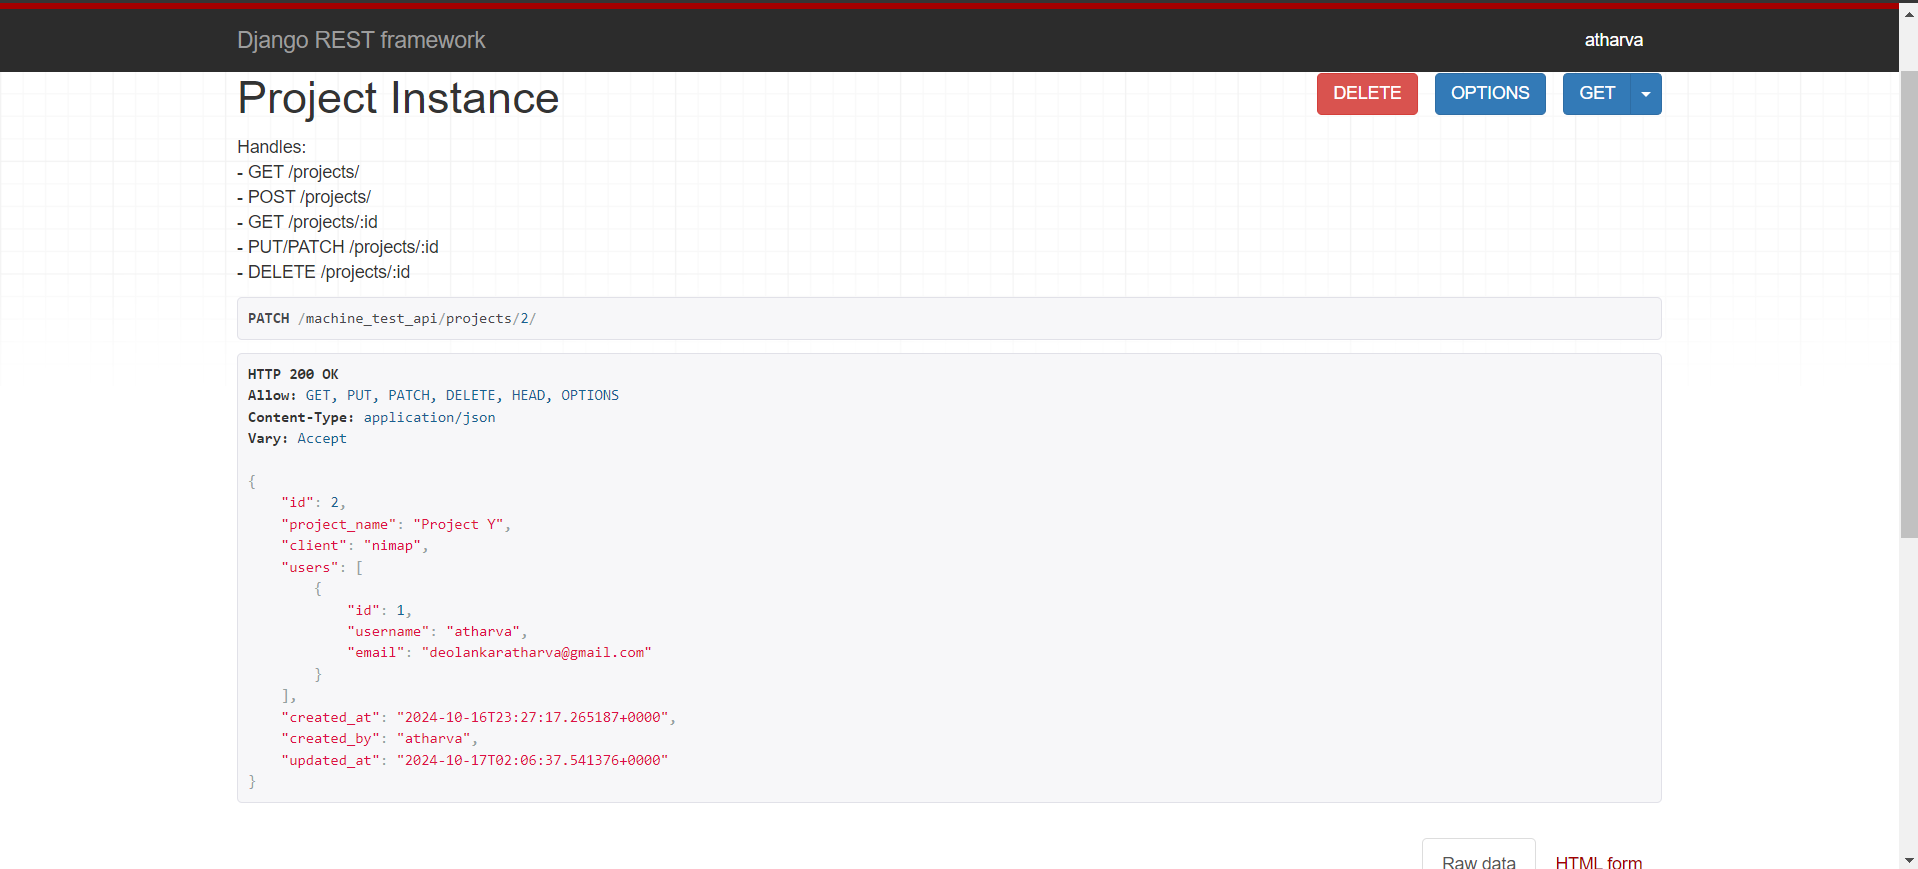 Django REST framework
atharva
Project Instance
DELETE
OPTIONS
GET
Handles:
- GET /projects/
- POST /projects/
- GET /projects/:id
- PUT/PATCH /projects/:id
- DELETE /projects/:id
PATCH /machine_test_api/projects/2/
HTTP 200 OK
Allow: GET, PUT, PATCH, DELETE, HEAD, OPTIONS
Content-Type: application/json
Vary: Accept
{
    "id": 2,
    "project_name": "Project Y",
    "client": "nimap",
    "users": [
        {
            "id": 1,
            "username": "atharva",
            "email": "deolankaratharva@gmail.com"
        }
    ],
    "created_at": "2024-10-16T23:27:17.265187+0000",
    "created_by": "atharva",
    "updated_at": "2024-10-17T02:06:37.541376+0000"
}
Raw data
HTML form